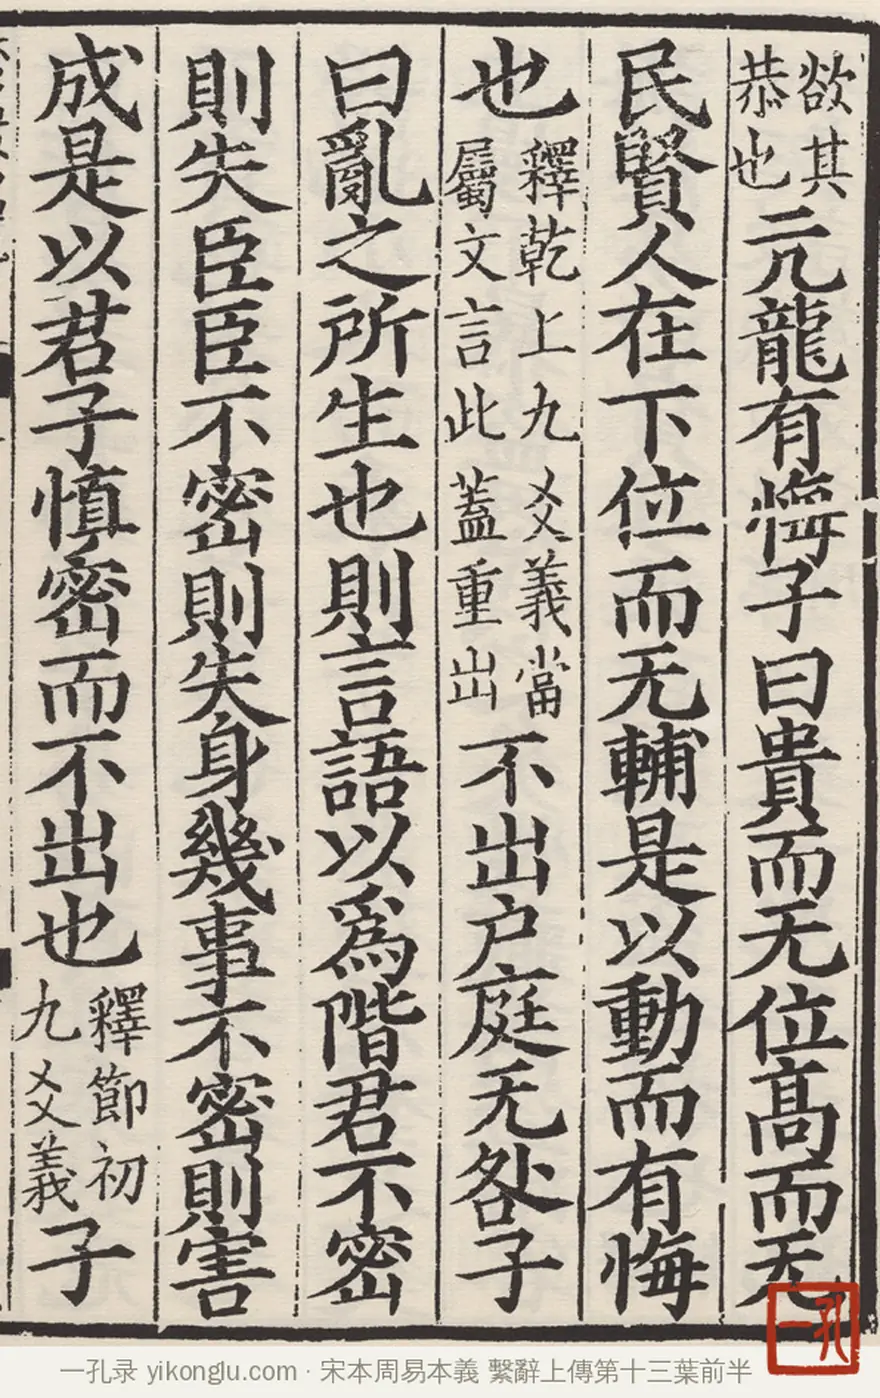 欲其恭也亢龍有悔子曰貴而无位高而无
民賢人在下位而无輔是以動而有悔
也釋乾上九爻義當屬文言此蓋重出不出户庭无咎子
曰亂之所生也則言語以爲階君不密
則失臣臣不密則失身幾事不密則害
成是以君子慎密而不出也釋節初九爻義子
一孔
一孔录 yikonglu.com · 宋本周易本義 繫辭上傳第十三葉前半